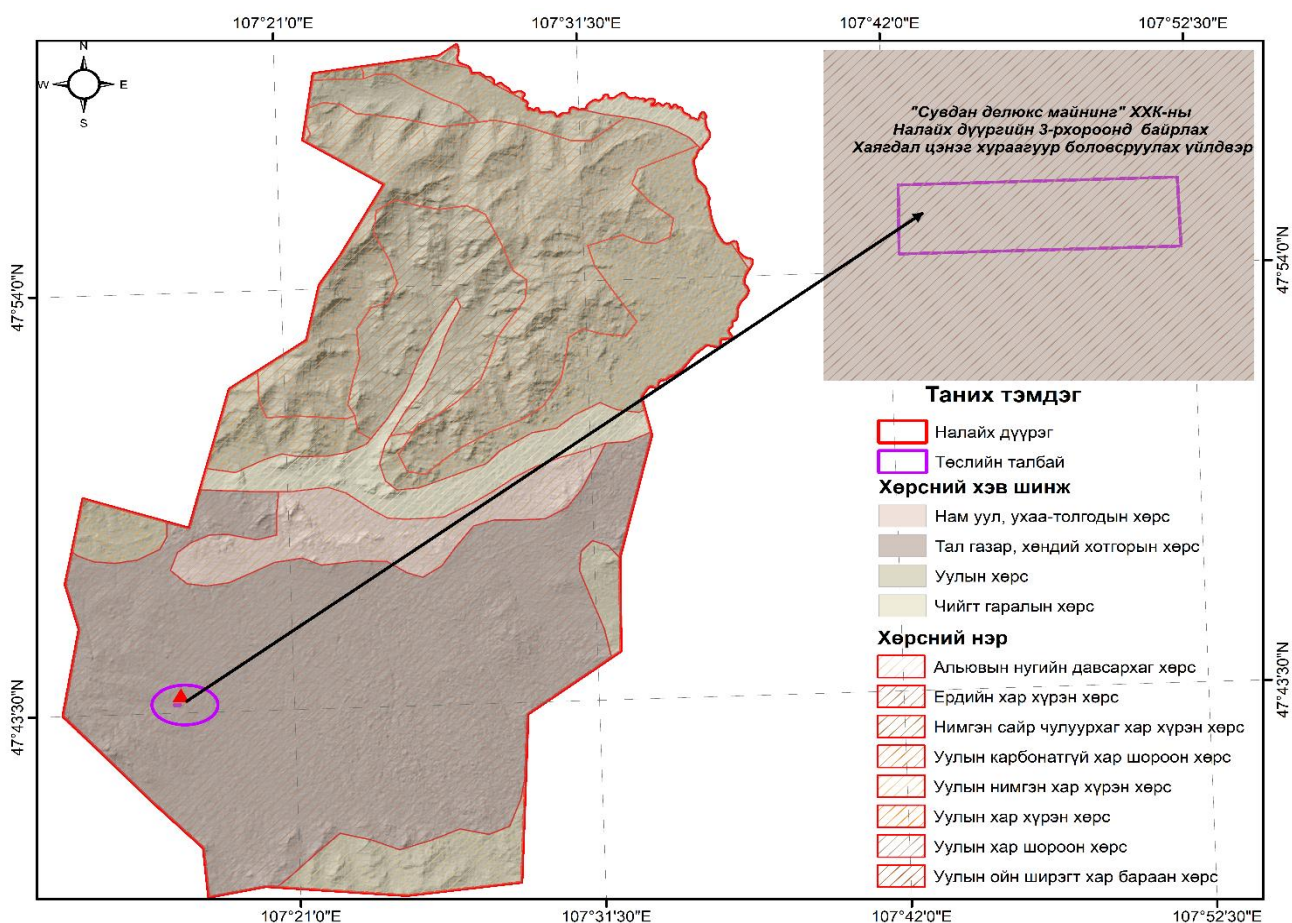 107°21'0"E 107°31'30"E 107°42'0"E 107°52'30"E
N
W E
S
"Сувдан делюкс майнинг" ХХК-ны
Налайх дүүргийн 3-рхороонд байрлах
Хаягдал цэнэг хураагуур боловсруулах үйлдвэр
47°54'0"N
47°54'0"N
Таних тэмдэг
Налайх дүүрэг
Төслийн талбай
Хөрсний хэв шинж
Нам уул, ухаа-толгодын хөрс
Тал газар, хөндий хотгорын хөрс
Уулын хөрс
Чийгт гаралын хөрс
Хөрсний нэр
Альювын нугийн давсархаг хөрс
Ердийн хар хүрэн хөрс
Нимгэн сайр чулуурхаг хар хүрэн хөрс
Уулын карбонатгүй хар шороон хөрс
Уулын нимгэн хар хүрэн хөрс
Уулын хар хүрэн хөрс
Уулын хар шороон хөрс
Уулын ойн ширэгт хар бараан хөрс
47°43'30"N
47°43'30"N
107°21'0"E 107°31'30"E 107°42'0"E 107°52'30"E